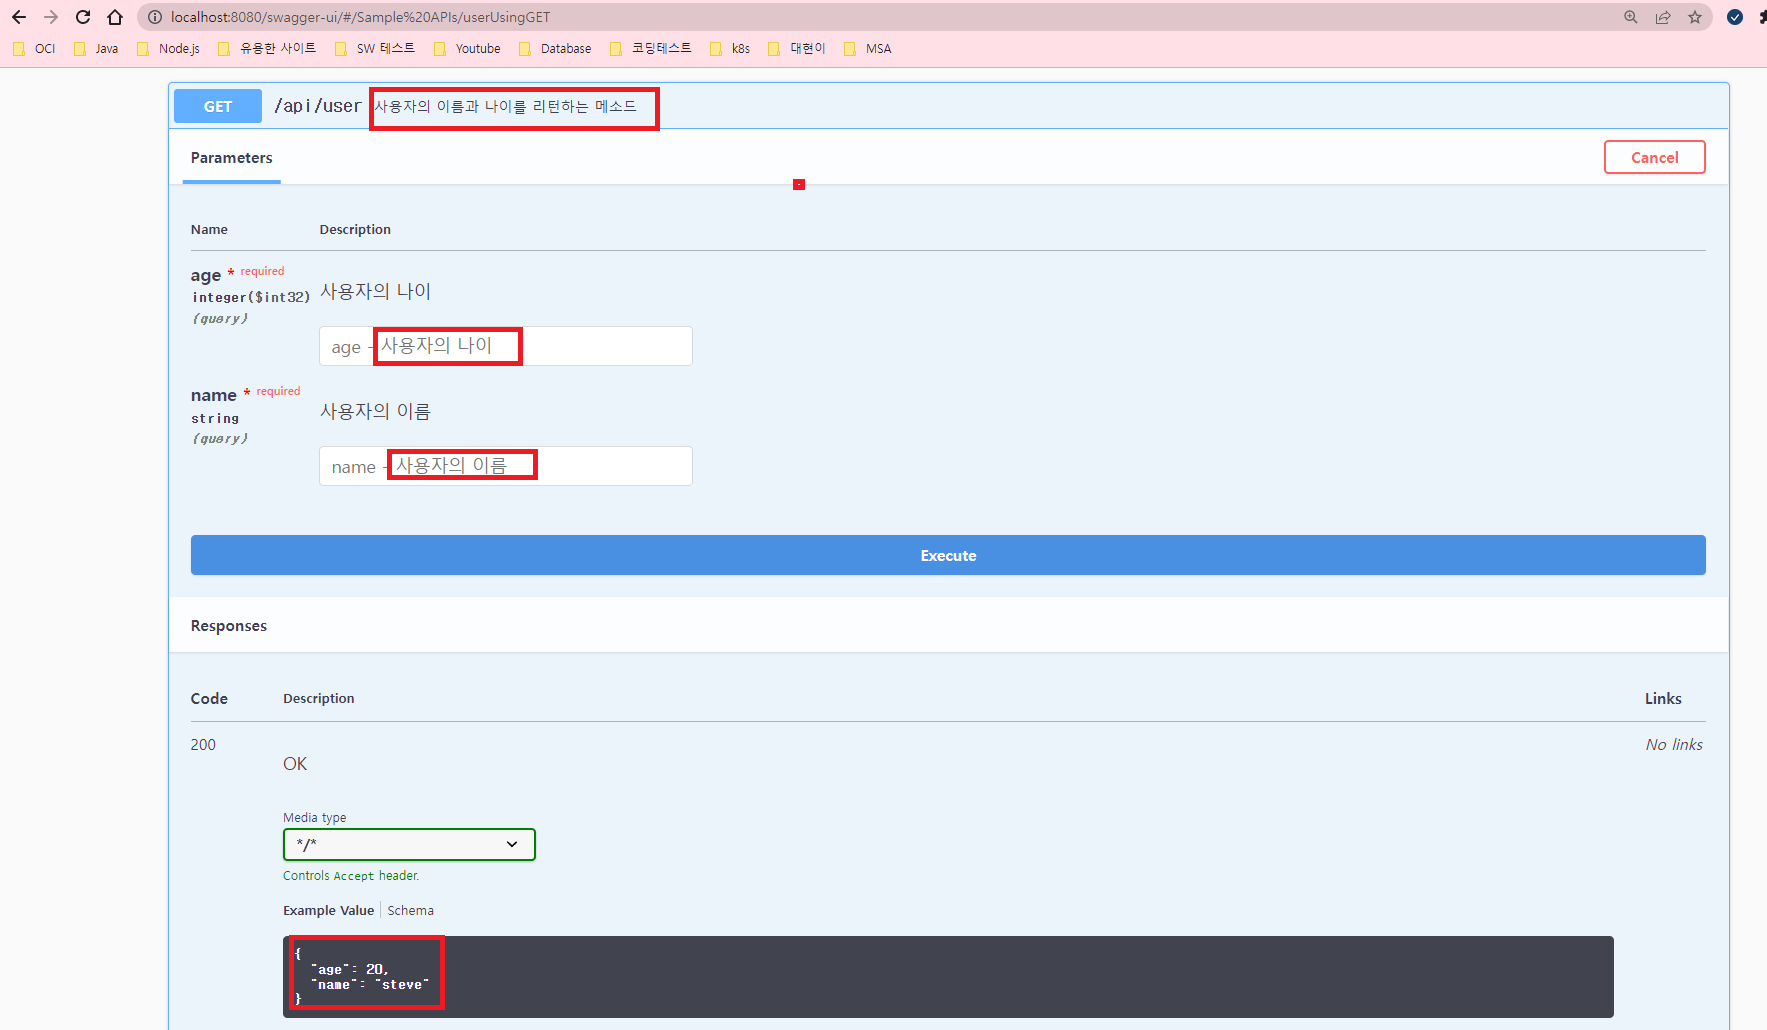 localhost:8080/swagger-ui/#/Sample%20APIs/userUsingGET
OCI Java Node.js 유용한 사이트 SW 테스트 Youtube Database 코딩테스트 k8s 대현이 MSA
GET /api/user 사용자의 이름과 나이를 리턴하는 메소드
Parameters Cancel
Name Description
age * required
integer($int32) 사용자의 나이
(query)
age - 사용자의 나이
name * required
string 사용자의 이름
(query)
name - 사용자의 이름
Execute
Responses
Code Description Links
200 No links
OK
Media type
*/*
Controls Accept header.
Example Value Schema
{
"age": 20,
"name": "steve"
}